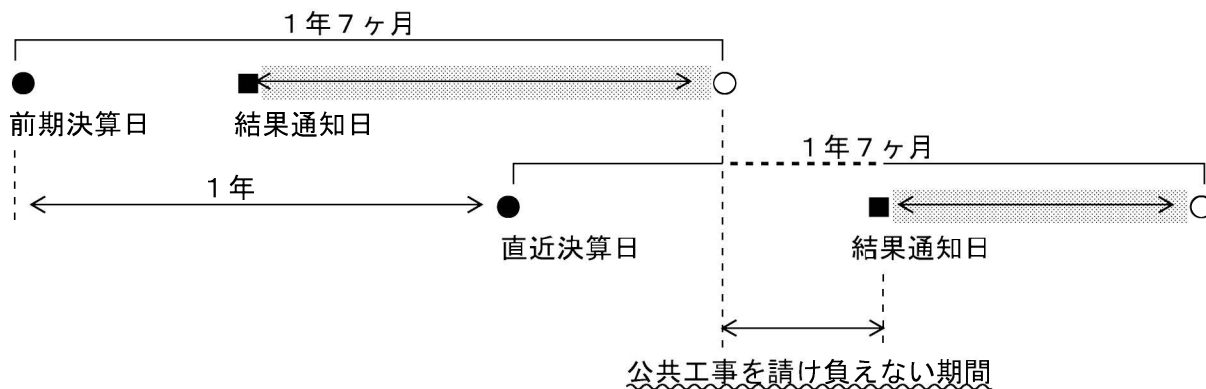 １年７ヶ月
前期決算日
結果通知日
１年７ヶ月
１年
直近決算日
結果通知日
公共工事を請け負えない期間